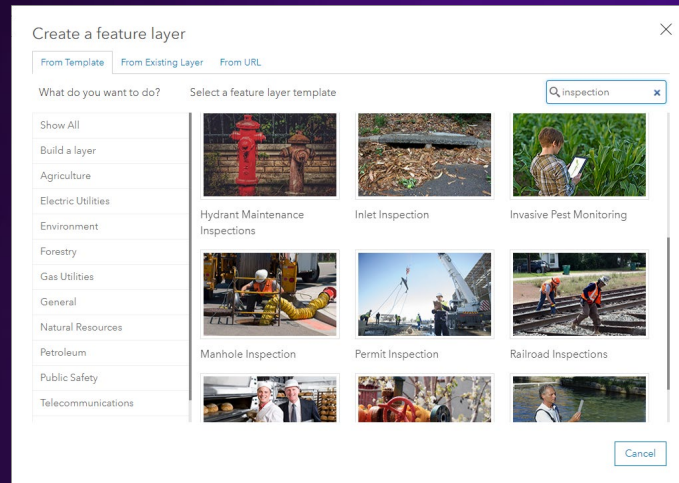 Create a feature layer
From Template
From Existing Layer
From URL
What do you want to do?
Select a feature layer template
inspection
Show All
Build a layer
Agriculture
Electric Utilities
Environment
Forestry
Gas Utilities
General
Natural Resources
Petroleum
Public Safety
Telecommunications
Hydrant Maintenance
Inspections
Inlet Inspection
Invasive Pest Monitoring
Manhole Inspection
Permit Inspection
Railroad Inspections
Cancel